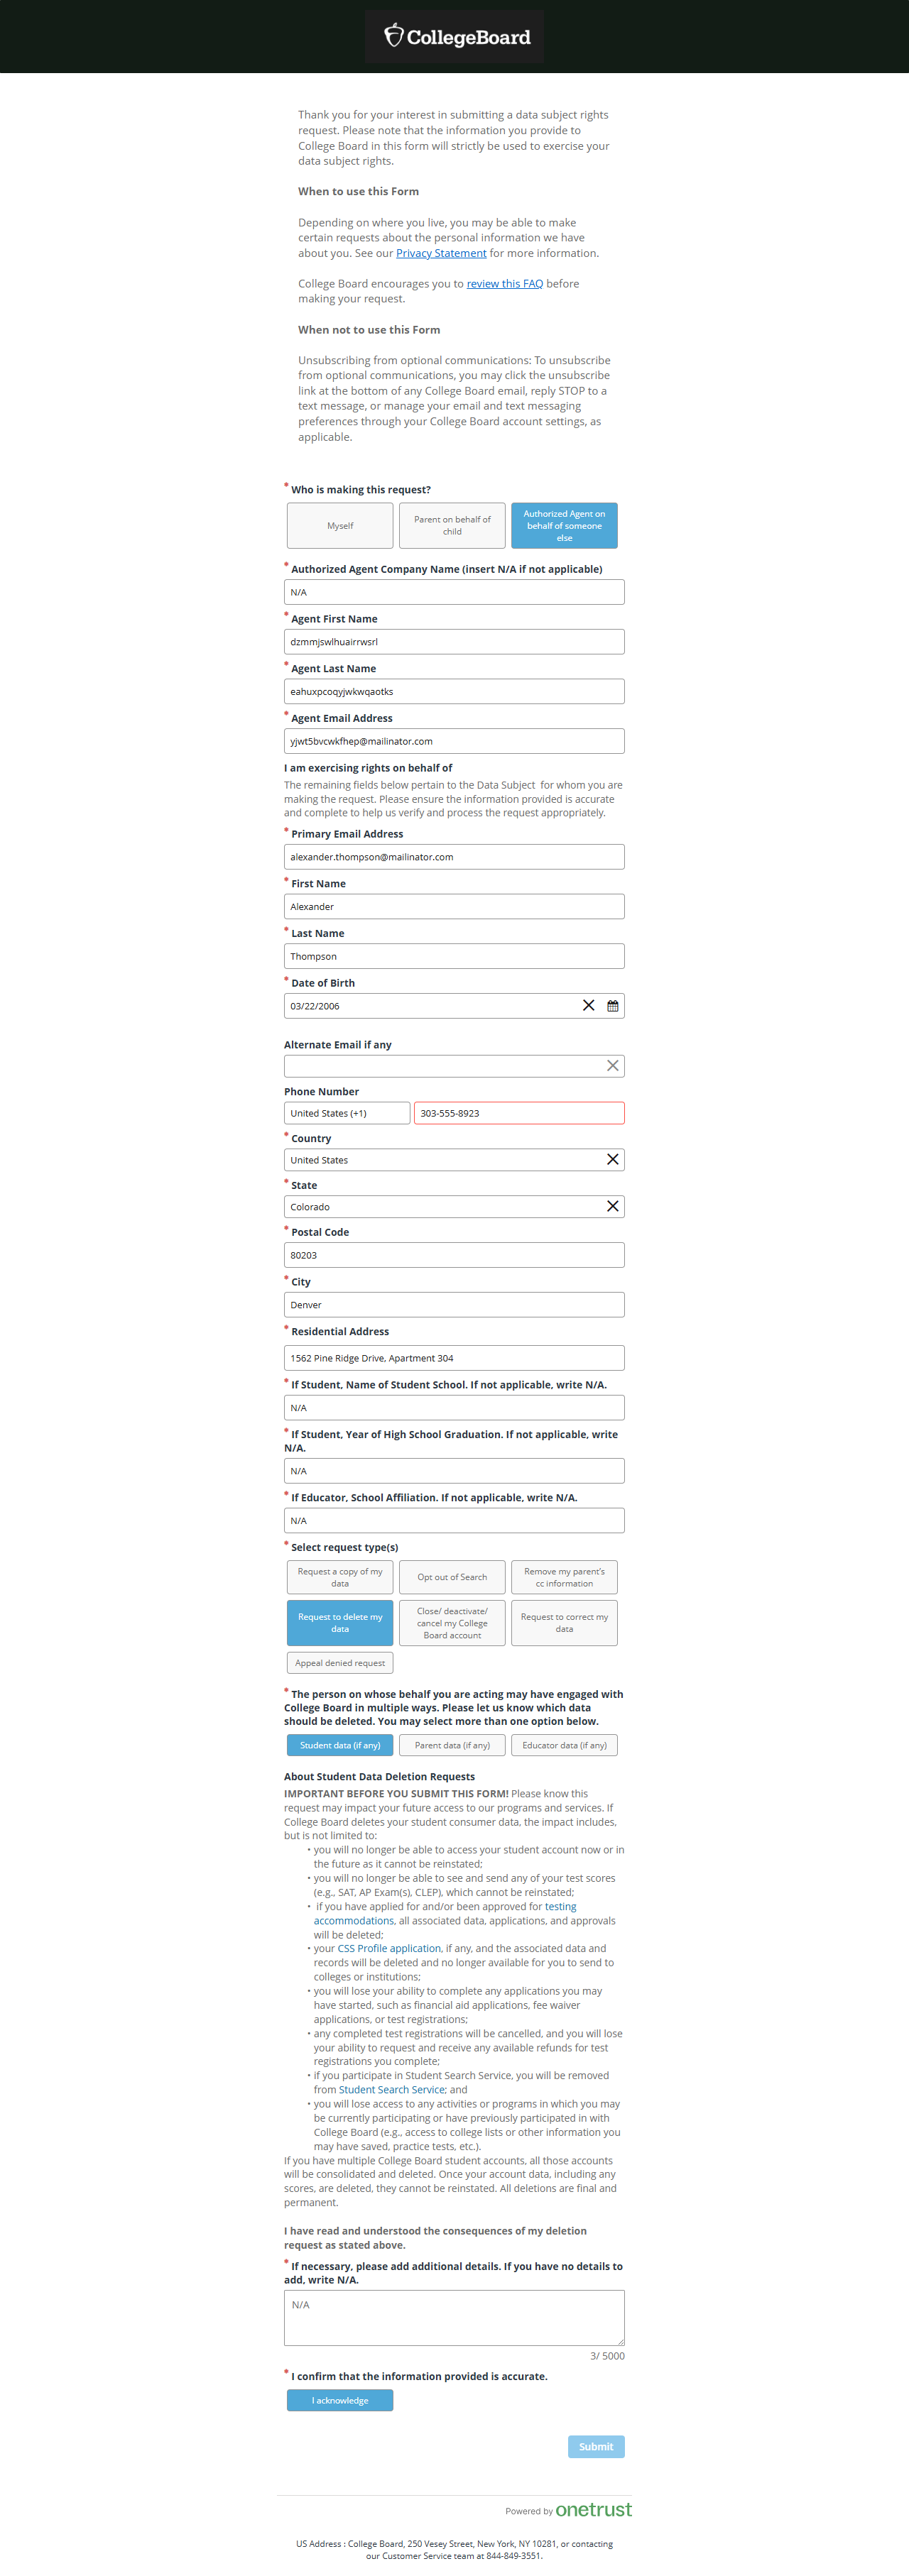 CollegeBoard
Thank you for your interest in submitting a data subject rights
request. Please note that the information you provide to
College Board in this form will strictly be used to exercise your
data subject rights.
When to use this Form
Depending on where you live, you may be able to make
certain requests about the personal information we have
about you. See our Privacy Statement for more information.
College Board encourages you to review this FAQ before
making your request.
When not to use this Form
Unsubscribing from optional communications: To unsubscribe
from optional communications, you may click the unsubscribe
link at the bottom of any College Board email, reply STOP to a
text message, or manage your email and text messaging
preferences through your College Board account settings, as
applicable.
* Who is making this request?
Myself
Parent on behalf of
child
Authorized Agent on
behalf of someone
else
* Authorized Agent Company Name (insert N/A if not applicable)
N/A
* Agent First Name
dzmmjswlhuairrwsrl
* Agent Last Name
eahuxpcoqyjwkwqaotks
* Agent Email Address
yjwt5bvcwkfhep@mailinator.com
I am exercising rights on behalf of
The remaining fields below pertain to the Data Subject for whom you are
making the request. Please ensure the information provided is accurate
and complete to help us verify and process the request appropriately.
* Primary Email Address
alexander.thompson@mailinator.com
* First Name
Alexander
* Last Name
Thompson
* Date of Birth
03/22/2006
Alternate Email if any
Phone Number
United States (+1) 303-555-8923
* Country
United States
* State
Colorado
* Postal Code
80203
* City
Denver
* Residential Address
1562 Pine Ridge Drive, Apartment 304
* If Student, Name of Student School. If not applicable, write N/A.
N/A
* If Student, Year of High School Graduation. If not applicable, write
N/A.
N/A
* If Educator, School Affiliation. If not applicable, write N/A.
N/A
* Select request type(s)
Request a copy of my
data
Opt out of Search
Remove my parent's
cc information
Request to delete my
data
Close/ deactivate/
cancel my College
Board account
Request to correct my
data
Appeal denied request
* The person on whose behalf you are acting may have engaged with
College Board in multiple ways. Please let us know which data
should be deleted. You may select more than one option below.
Student data (if any) Parent data (if any) Educator data (if any)
About Student Data Deletion Requests
IMPORTANT BEFORE YOU SUBMIT THIS FORM! Please know this
request may impact your future access to our programs and services. If
College Board deletes your student consumer data, the impact includes,
but is not limited to:
• you will no longer be able to access your student account now or in
the future as it cannot be reinstated;
• you will no longer be able to see and send any of your test scores
(e.g., SAT, AP Exam(s), CLEP), which cannot be reinstated;
• if you have applied for and/or been approved for testing
accommodations, all associated data, applications, and approvals
will be deleted;
• your CSS Profile application, if any, and the associated data and
records will be deleted and no longer available for you to send to
colleges or institutions;
• you will lose your ability to complete any applications you may
have started, such as financial aid applications, fee waiver
applications, or test registrations;
• any completed test registrations will be cancelled, and you will lose
your ability to request and receive any available refunds for test
registrations you complete;
• if you participate in Student Search Service, you will be removed
from Student Search Service; and
• you will lose access to any activities or programs in which you may
be currently participating or have previously participated in with
College Board (e.g., access to college lists or other information you
may have saved, practice tests, etc.).
If you have multiple College Board student accounts, all those accounts
will be consolidated and deleted. Once your account data, including any
scores, are deleted, they cannot be reinstated. All deletions are final and
permanent.
I have read and understood the consequences of my deletion
request as stated above.
* If necessary, please add additional details. If you have no details to
add, write N/A.
N/A
3/ 5000
* I confirm that the information provided is accurate.
I acknowledge
Submit
Powered by onetrust
US Address : College Board, 250 Vesey Street, New York, NY 10281, or contacting
our Customer Service team at 844-849-3551.